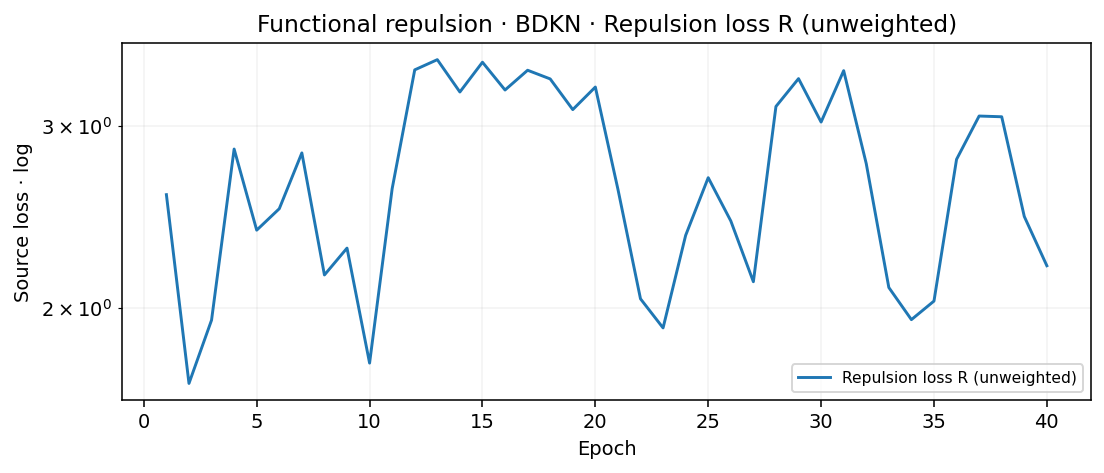 Functional repulsion · BDKN · Repulsion loss R (unweighted)
Source loss · log
3 × 10⁰
2 × 10⁰
Repulsion loss R (unweighted)
0 5 10 15 20 25 30 35 40
Epoch